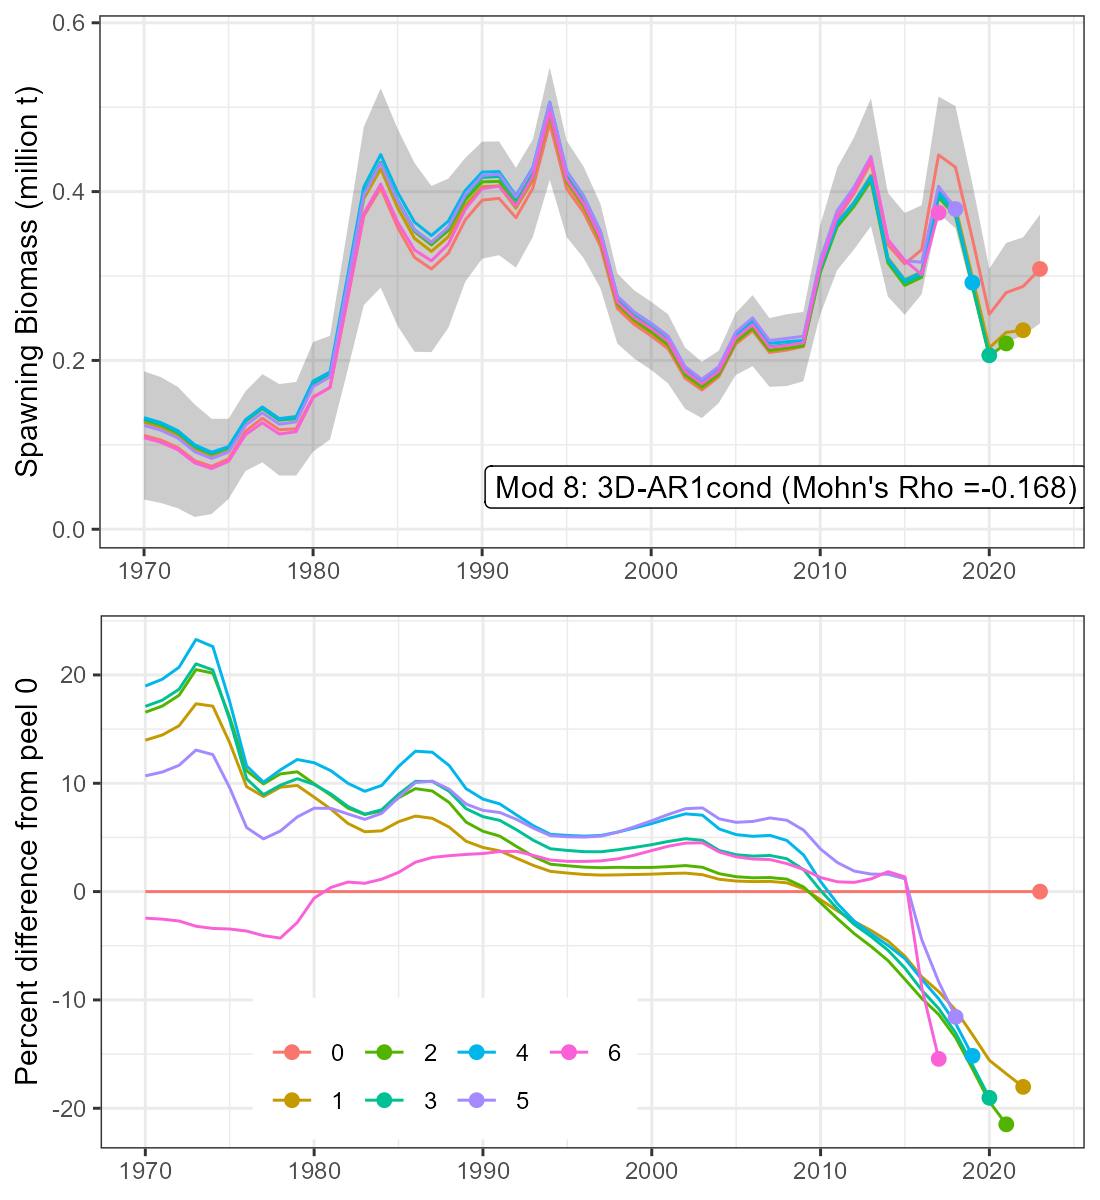 Spawning Biomass (million t)
0.6
0.4
0.2
0.0
Mod 8: 3D-AR1cond (Mohn's Rho =-0.168)
1970 1980 1990 2000 2010 2020
Percent difference from peel 0
20
10
0
-10
-20
0 2 4 6
1 3 5
1970 1980 1990 2000 2010 2020